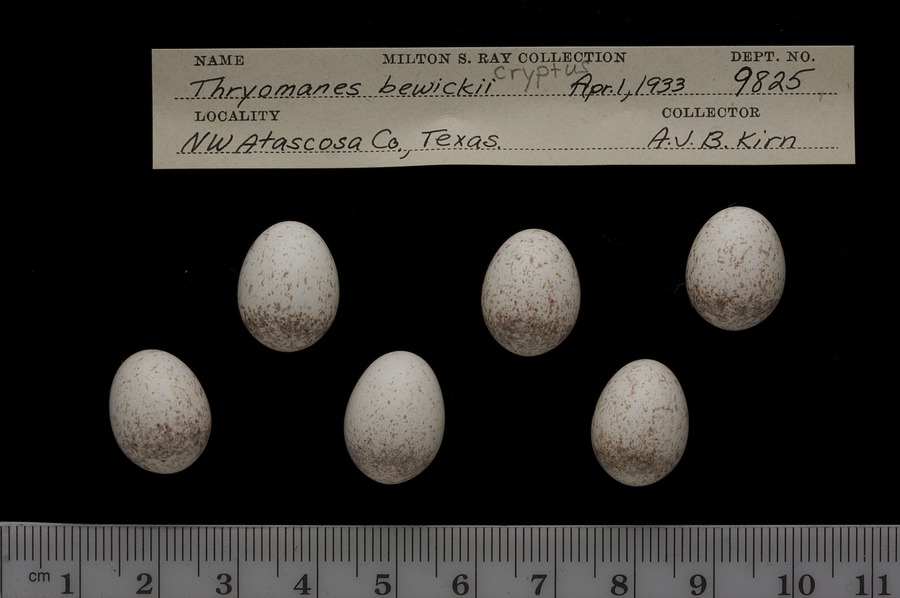 NAME MILTON S. RAY COLLECTION DEPT. NO.
Thryomanes bewickii cryptus Apr. 1, 1933 9825
LOCALITY COLLECTOR
NW Atascosa Co., Texas. A.J.B. Kirn
cm 1 2 3 4 5 6 7 8 9 10 11